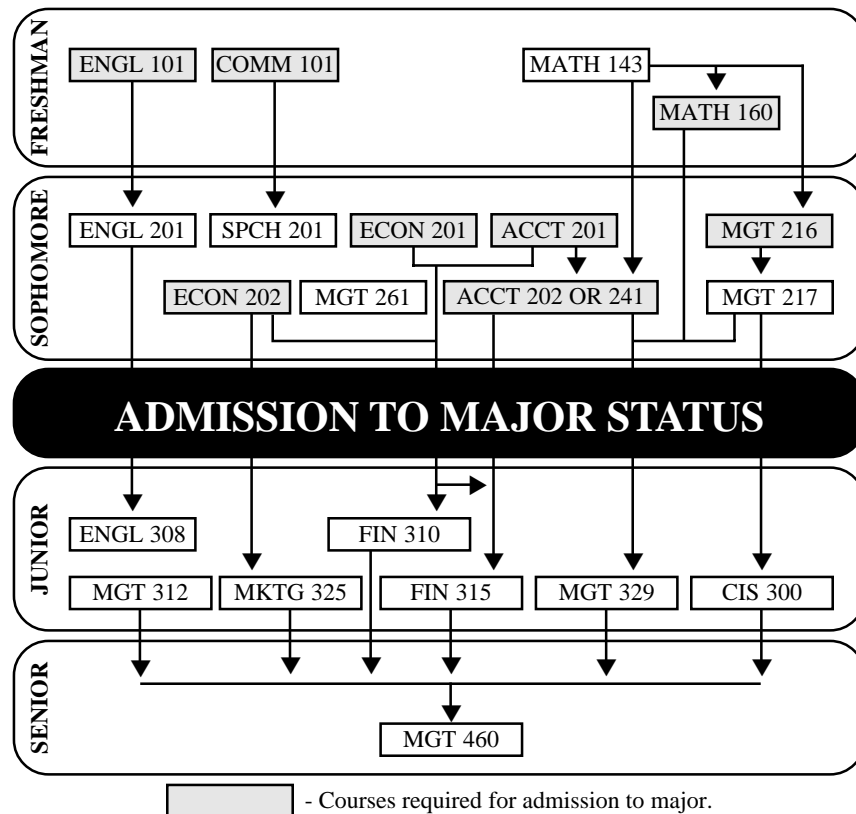 FRESHMAN
ENGL 101
COMM 101
MATH 143
MATH 160
SOPHOMORE
ENGL 201
SPCH 201
ECON 201
ACCT 201
MGT 216
ECON 202
MGT 261
ACCT 202 OR 241
MGT 217
ADMISSION TO MAJOR STATUS
JUNIOR
ENGL 308
FIN 310
MGT 312
MKTG 325
FIN 315
MGT 329
CIS 300
SENIOR
MGT 460
- Courses required for admission to major.